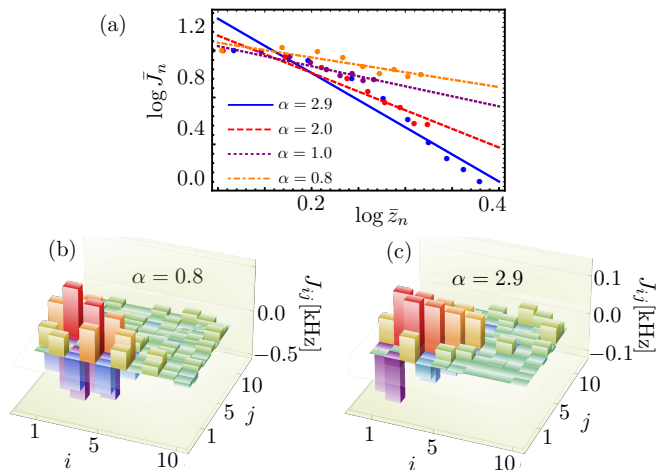 (a)
log J̄ₙ
1.2
0.8
0.4
0.0
α = 2.9
α = 2.0
α = 1.0
α = 0.8
0.2
0.4
log z̄ₙ
(b)
α = 0.8
0.0
−0.5
J_ij[kHz]
1
5
10
i
1
5
10
j
(c)
α = 2.9
0.1
0.0
−0.1
J_ij[kHz]
1
5
10
i
1
5
10
j